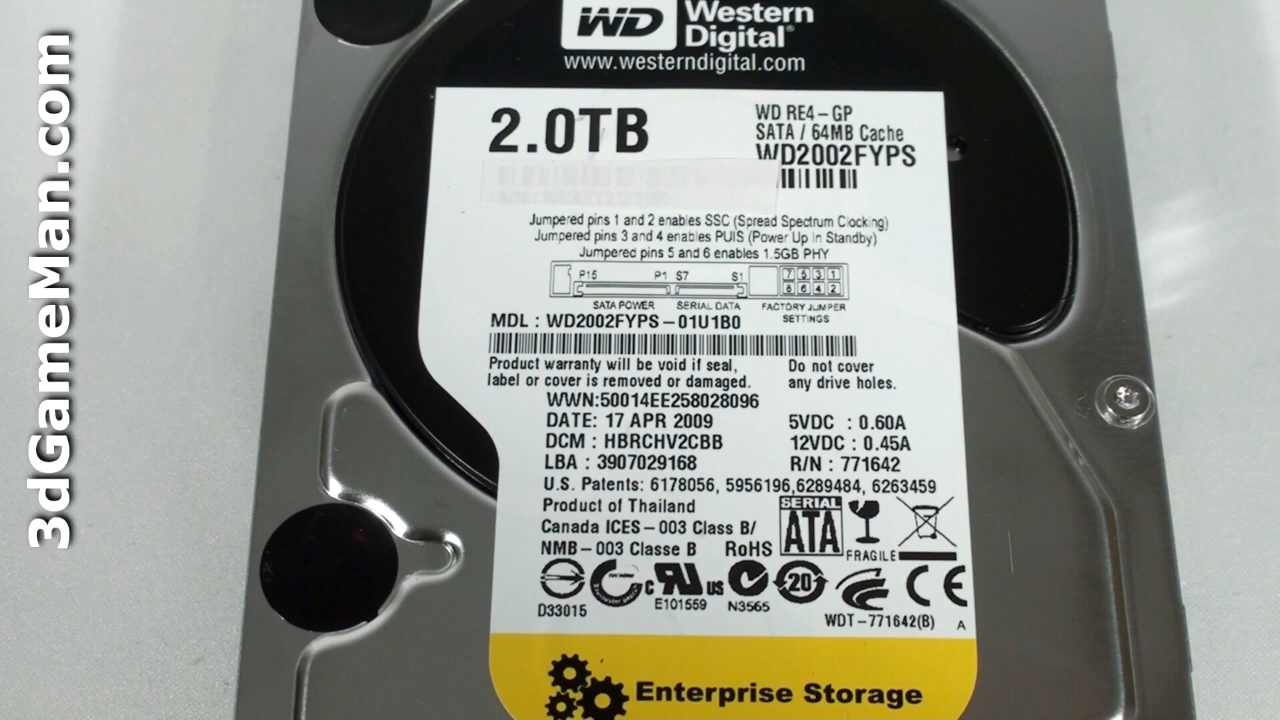 3dGameMan.com
WD Western Digital®
www.westerndigital.com
2.0TB
WD RE4-GP
SATA / 64MB Cache
WD2002FYPS
Jumpered pins 1 and 2 enables SSC (Spread Spectrum Clocking)
Jumpered pins 3 and 4 enables PUIS (Power Up in Standby)
Jumpered pins 5 and 6 enables 1.5GB PHY
P15 P1 S7 S1 7 5 3 1
8 6 4 2
SATA POWER SERIAL DATA FACTORY JUMPER SETTINGS
MDL : WD2002FYPS-01U1B0
Product warranty will be void if seal,
label or cover is removed or damaged.
Do not cover
any drive holes.
WWN:50014EE258028096
DATE: 17 APR 2009 5VDC : 0.60A
DCM : HBRCHV2CBB 12VDC : 0.45A
LBA : 3907029168 R/N : 771642
U.S. Patents: 6178056, 5956196,6289484, 6263459
Product of Thailand
Canada ICES-003 Class B/
NMB-003 Classe B RoHS
SERIAL
ATA
FRAGILE
D33015
C US
E101559
N3565
20
CE
WDT-771642(B) A
Enterprise Storage